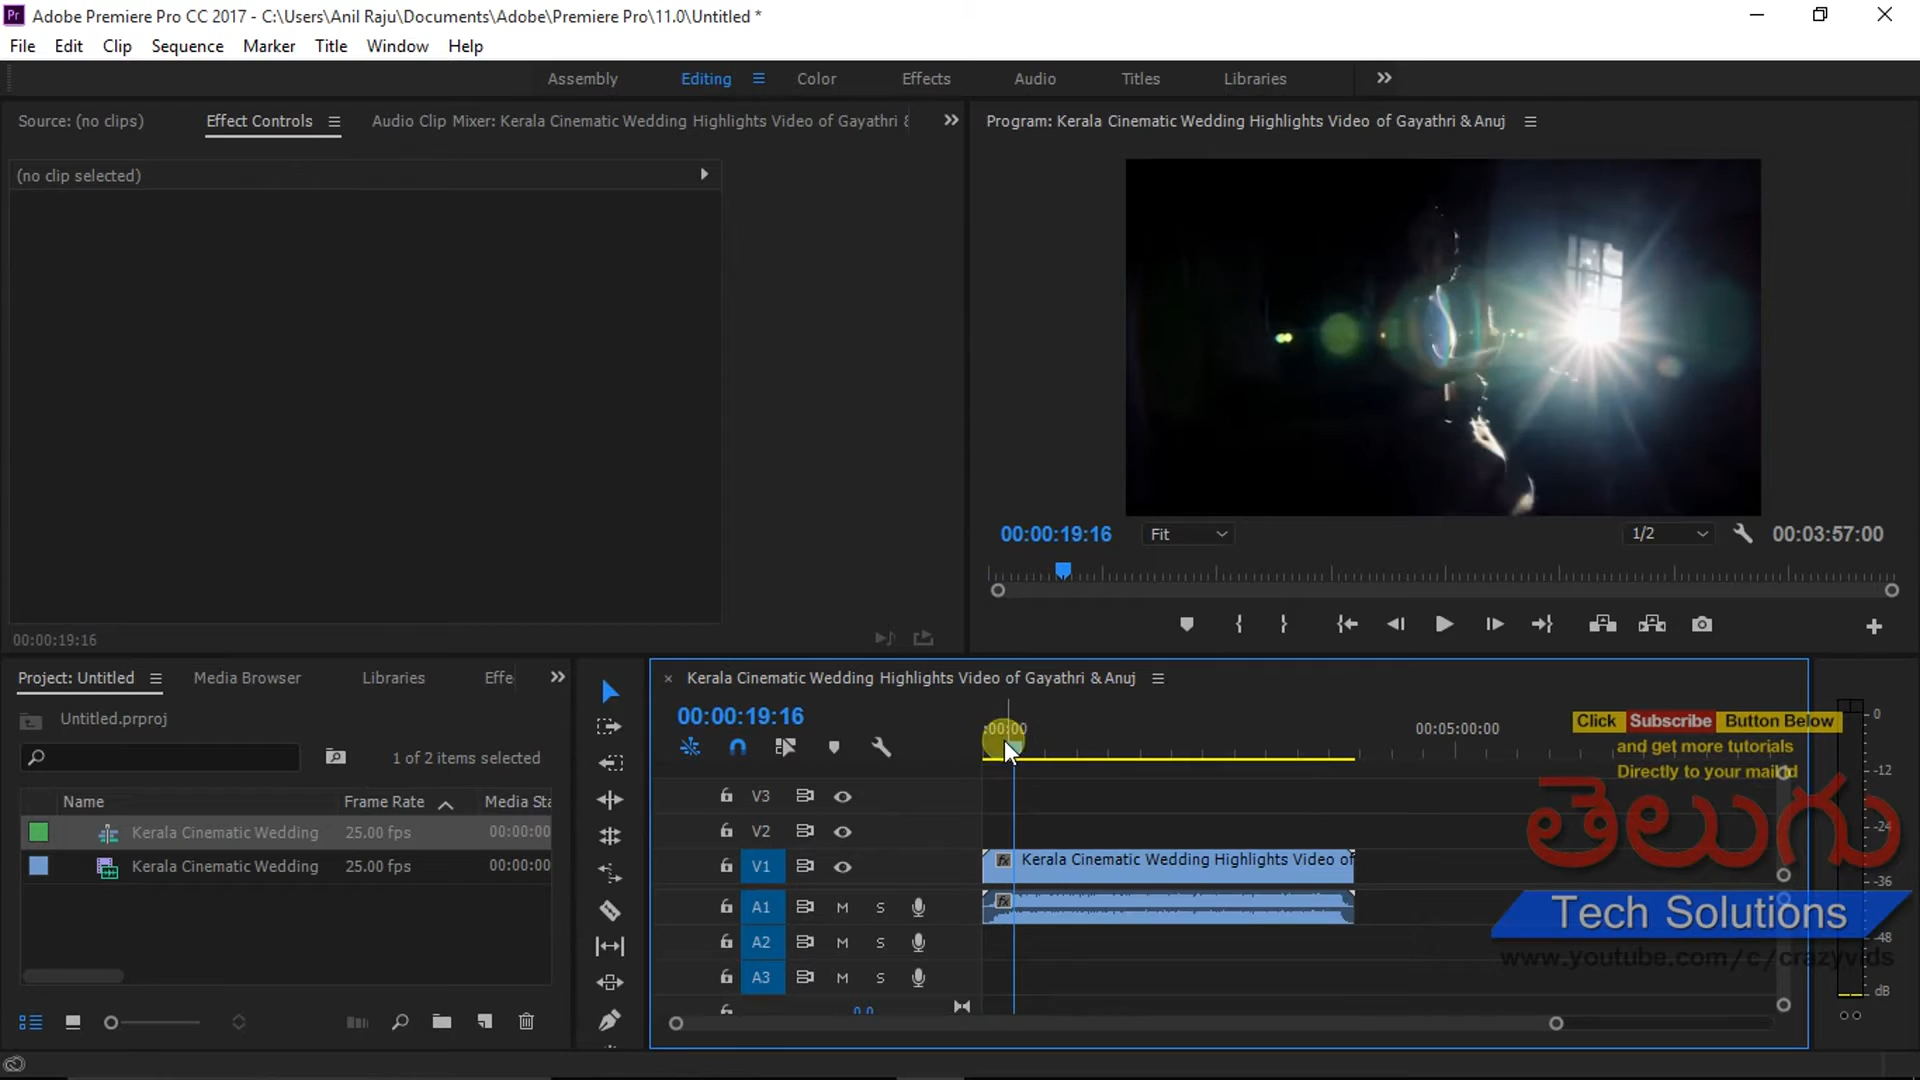 Adobe Premiere Pro CC 2017 - C:\Users\Anil Raju\Documents\Adobe\Premiere Pro\11.0\Untitled *
File Edit Clip Sequence Marker Title Window Help
Assembly Editing Color Effects Audio Titles Libraries
Source: (no clips) Effect Controls Audio Clip Mixer: Kerala Cinematic Wedding Highlights Video of Gayathri &
Program: Kerala Cinematic Wedding Highlights Video of Gayathri & Anuj
(no clip selected)
00:00:19:16 Fit 1/2 00:03:57:00
00:00:19:16
Project: Untitled Media Browser Libraries Effe
Untitled.prproj
1 of 2 items selected
Name Frame Rate Media Sta
Kerala Cinematic Wedding 25.00 fps 00:00:00
Kerala Cinematic Wedding 25.00 fps 00:00:00
Kerala Cinematic Wedding Highlights Video of Gayathri & Anuj
00:00:19:16
:00:00 00:05:00:00
V3
V2
V1 fx Kerala Cinematic Wedding Highlights Video of
A1 M S fx
A2 M S
A3 M S
0.0
0
-12
-24
-36
-48
dB
Click Subscribe Button Below
and get more tutorials
Directly to your mail id
తెలుగు
Tech Solutions
www.youtube.com/c/crazyvids